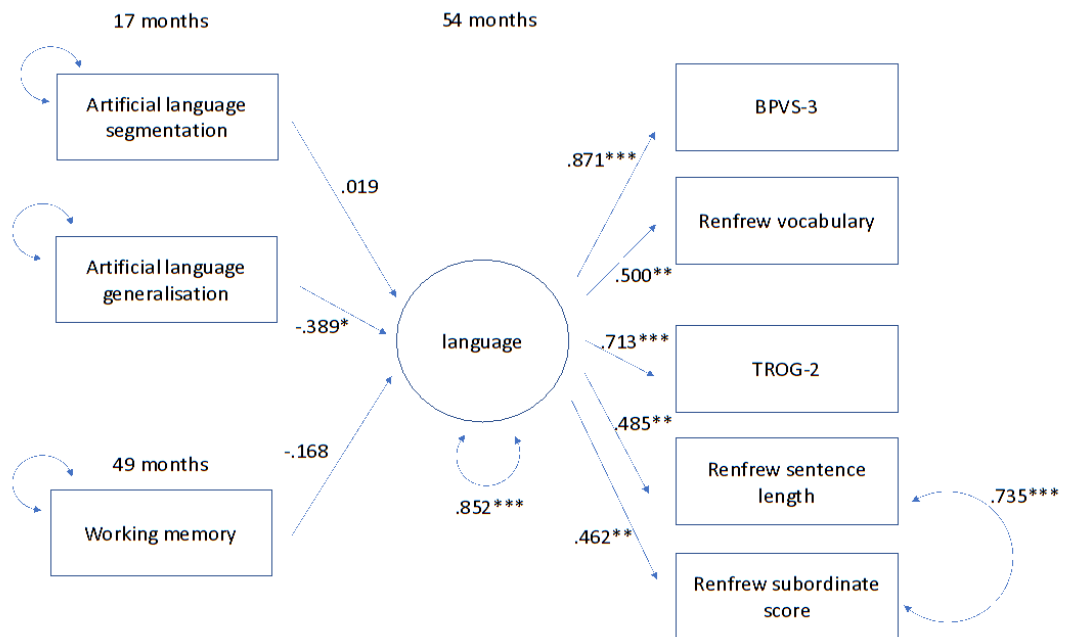 17 months
54 months
Artificial language
segmentation
BPVS-3
.871***
.019
Renfrew vocabulary
Artificial language
generalisation
.500**
-.389*
language
.713***
TROG-2
.485**
-.168
49 months
.852***
Renfrew sentence
length
.735***
Working memory
.462**
Renfrew subordinate
score